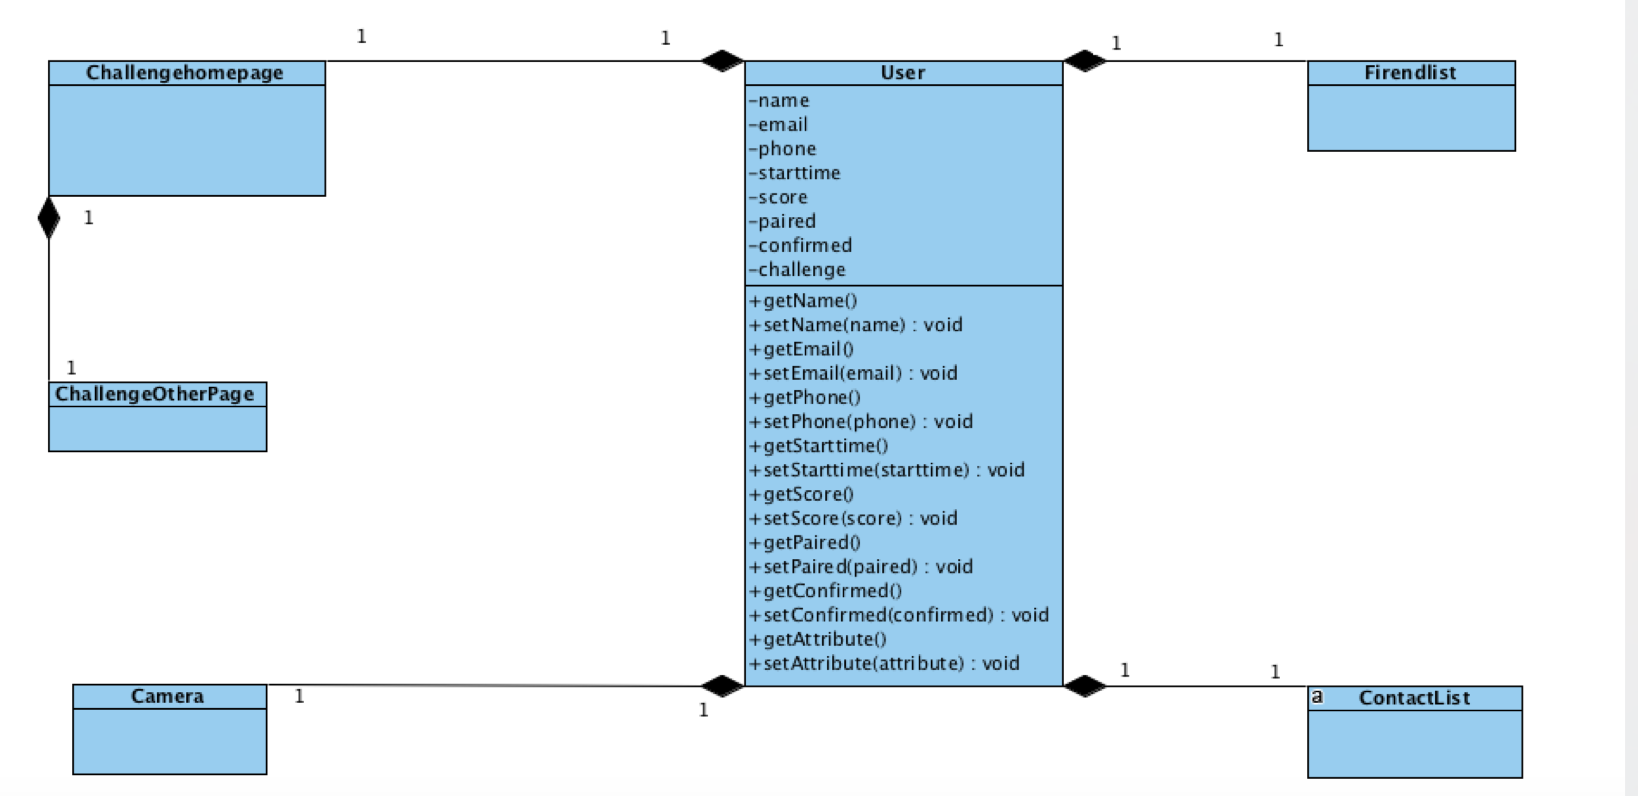 1
1
1
1
Challengehomepage
User
-name
-email
-phone
-starttime
-score
-paired
-confirmed
-challenge
+getName()
+setName(name) : void
+getEmail()
+setEmail(email) : void
+getPhone()
+setPhone(phone) : void
+getStarttime()
+setStarttime(starttime) : void
+getScore()
+setScore(score) : void
+getPaired()
+setPaired(paired) : void
+getConfirmed()
+setConfirmed(confirmed) : void
+getAttribute()
+setAttribute(attribute) : void
Firendlist
1
1
ChallengeOtherPage
1
1
Camera
1
1
a
ContactList